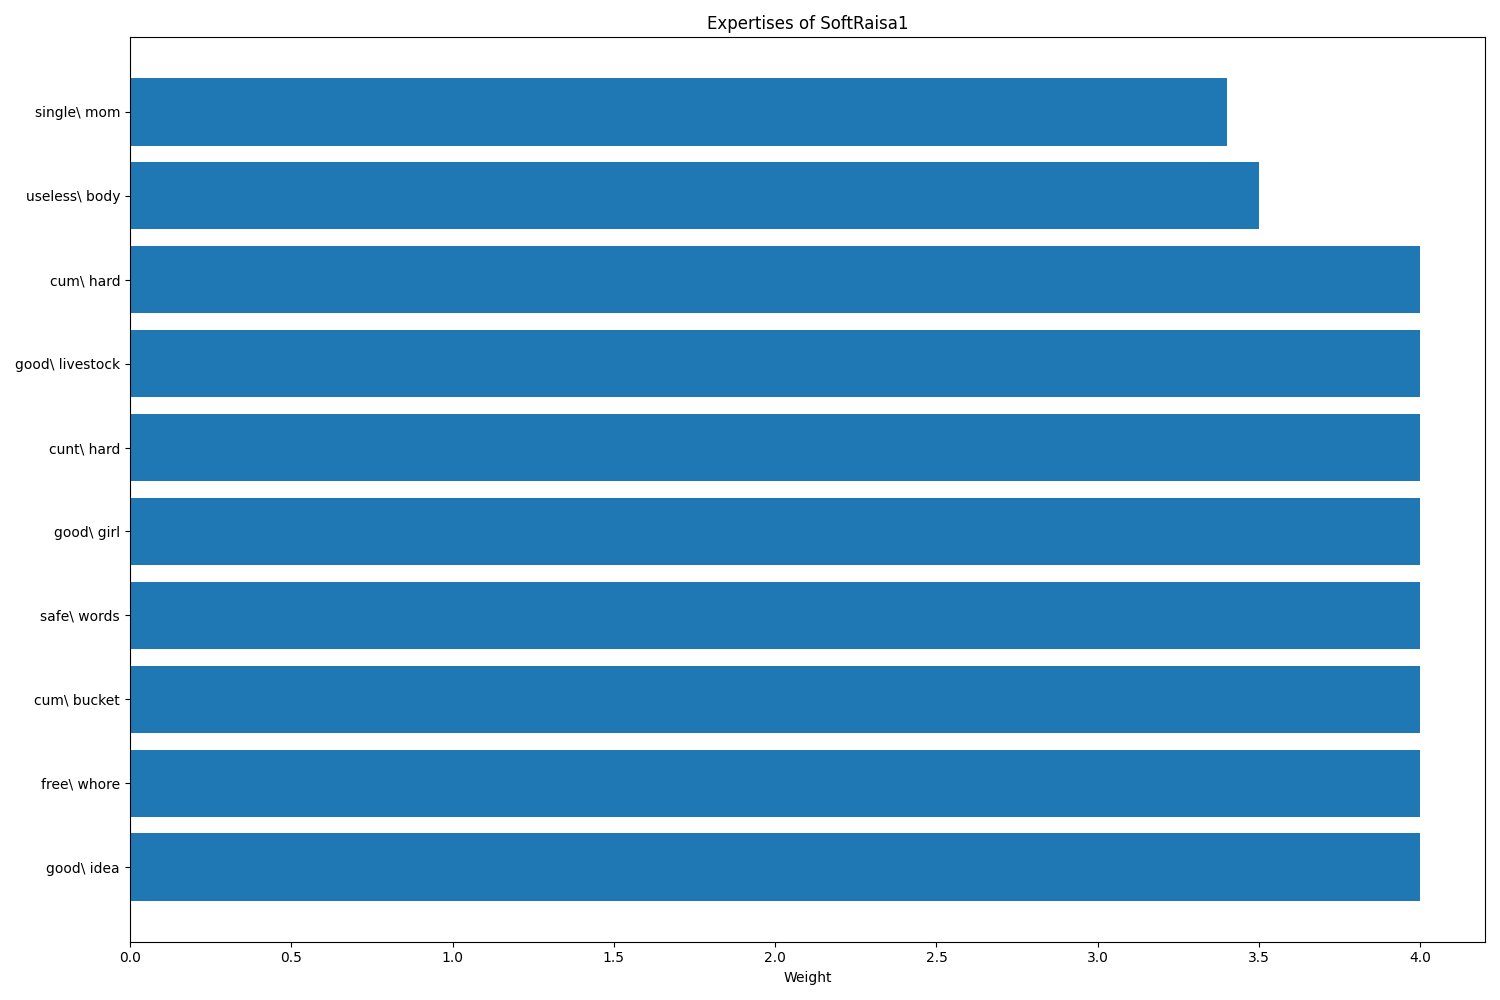 Expertises of SoftRaisa1
single\ mom
useless\ body
cum\ hard
good\ livestock
cunt\ hard
good\ girl
safe\ words
cum\ bucket
free\ whore
good\ idea
0.0 0.5 1.0 1.5 2.0 2.5 3.0 3.5 4.0
Weight